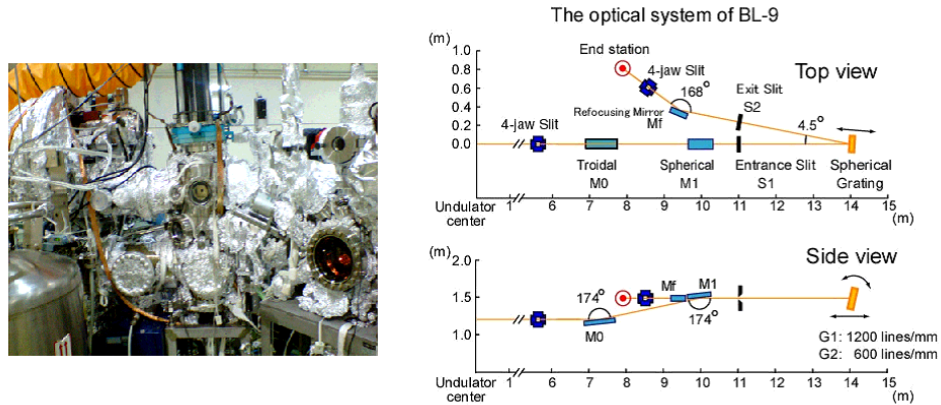 The optical system of BL-9
(m)
1.0
0.8
0.6
0.4
0.2
0.0
End station
4-jaw Slit
Top view
168°
Exit Slit
S2
Refocusing Mirror
Mf
4-jaw Slit
4.5°
Troidal
M0
Spherical
M1
Entrance Slit
S1
Spherical
Grating
Undulator
center
1 6 7 8 9 10 11 12 13 14 15
(m)
(m)
2.0
1.5
1.0
Side view
Mf
M1
174°
174°
M0
G1: 1200 lines/mm
G2: 600 lines/mm
Undulator
center
1 6 7 8 9 10 11 12 13 14 15
(m)